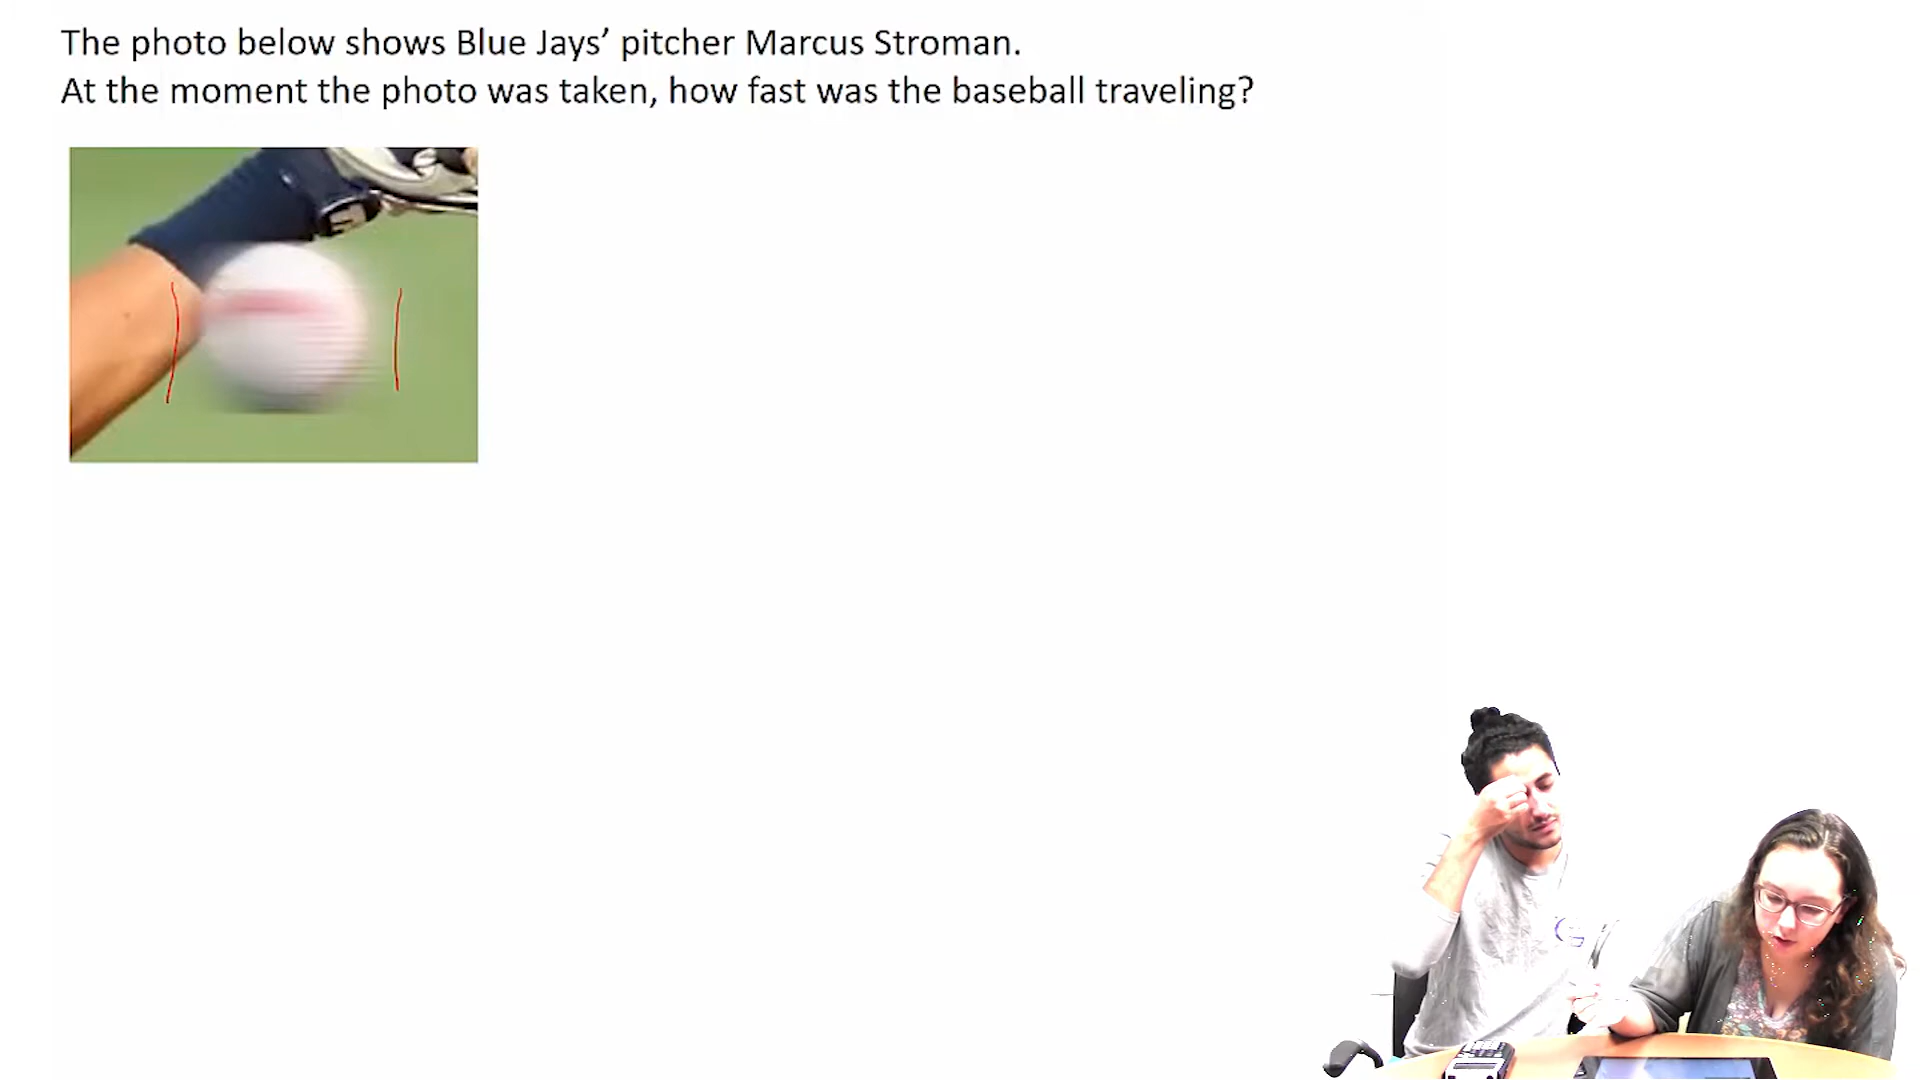 The photo below shows Blue Jays’ pitcher Marcus Stroman.
At the moment the photo was taken, how fast was the baseball traveling?